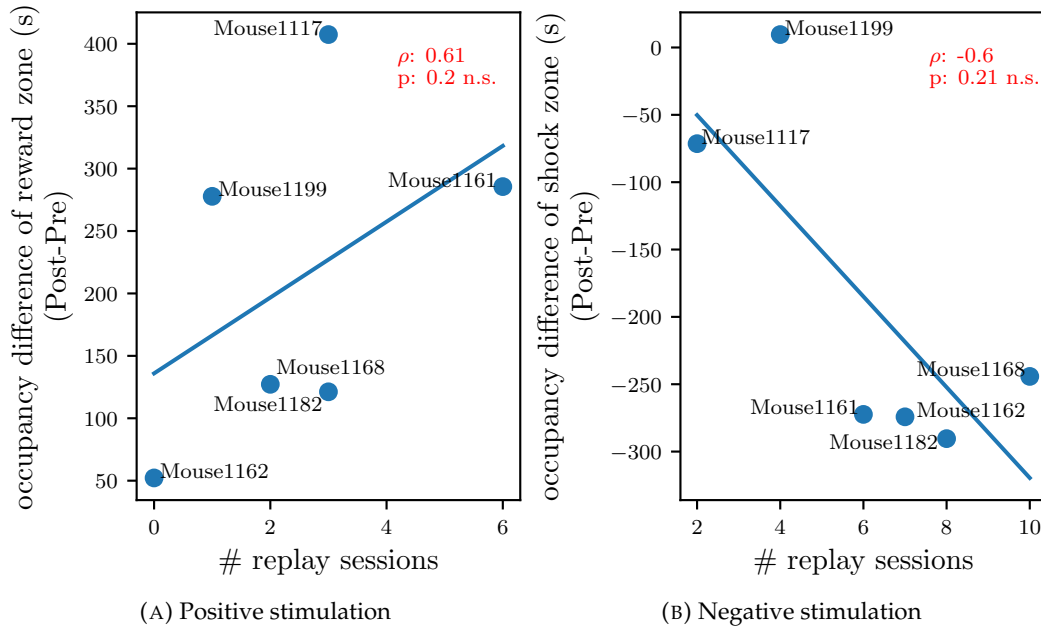 occupancy difference of reward zone (s)
(Post-Pre)
400
350
300
250
200
150
100
50
Mouse1117
ρ: 0.61
p: 0.2 n.s.
Mouse1199
Mouse1161
Mouse1168
Mouse1182
Mouse1162
0
2
4
6
# replay sessions
(A) Positive stimulation
occupancy difference of shock zone (s)
(Post-Pre)
0
−50
−100
−150
−200
−250
−300
Mouse1199
ρ: -0.6
p: 0.21 n.s.
Mouse1117
Mouse1168
Mouse1161
Mouse1162
Mouse1182
2
4
6
8
10
# replay sessions
(B) Negative stimulation